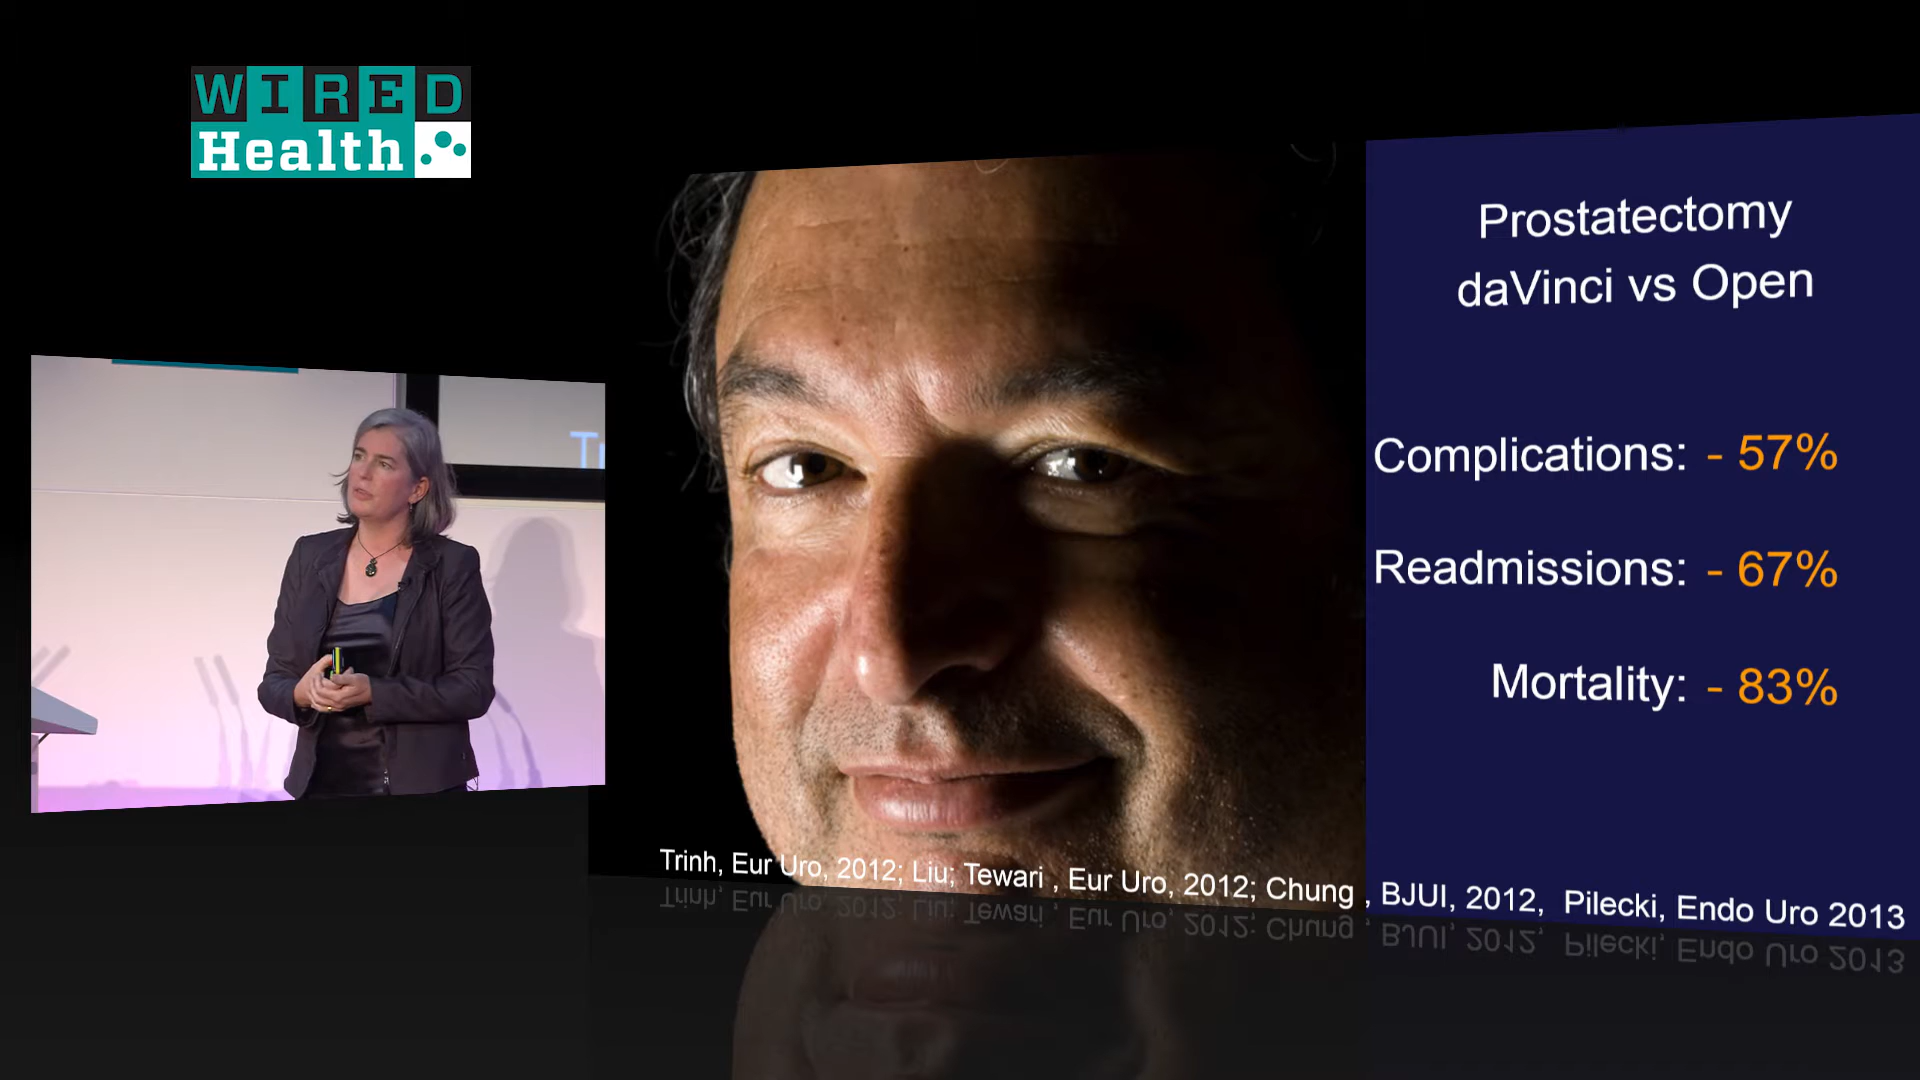 WIRED
Health
T
Prostatectomy
daVinci vs Open
Complications: - 57%
Readmissions: - 67%
Mortality: - 83%
Trinh, Eur Uro, 2012; Liu; Tewari , Eur Uro, 2012; Chung , BJUI, 2012, Pilecki, Endo Uro 2013